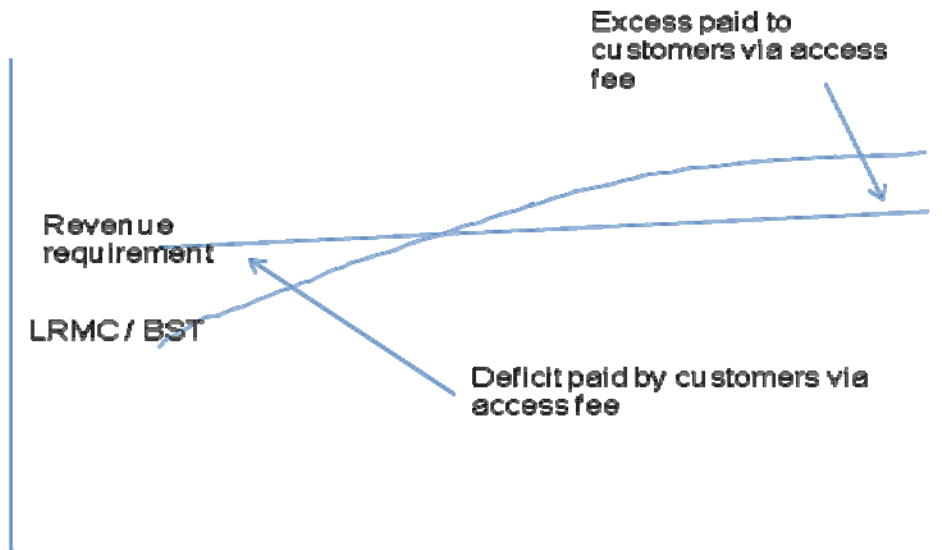 Excess paid to
customers via access
fee
Revenue
requirement
LRMC / BST
Deficit paid by customers via
access fee